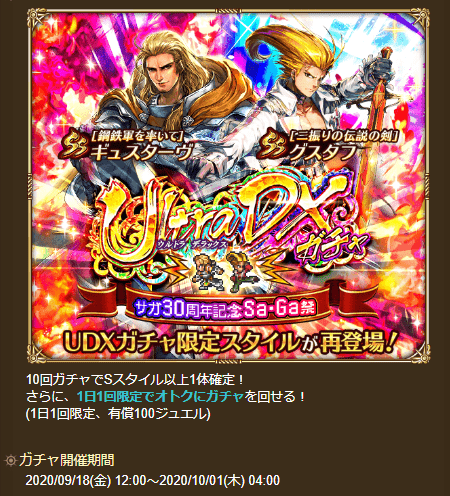 SS [鋼鉄軍を率いて] ギュスターヴ
SS [二振りの伝説の剣] グスタフ
Ultra DX ガチャ
ウルトラ デラックス
サガ30周年記念 Sa・Ga祭
UDXガチャ限定スタイルが再登場!
10回ガチャでSスタイル以上1体確定!
さらに、1日1回限定でオトクにガチャを回せる!
(1日1回限定、有償100ジュエル)
ガチャ開催期間
2020/09/18(金) 12:00~2020/10/01(木) 04:00